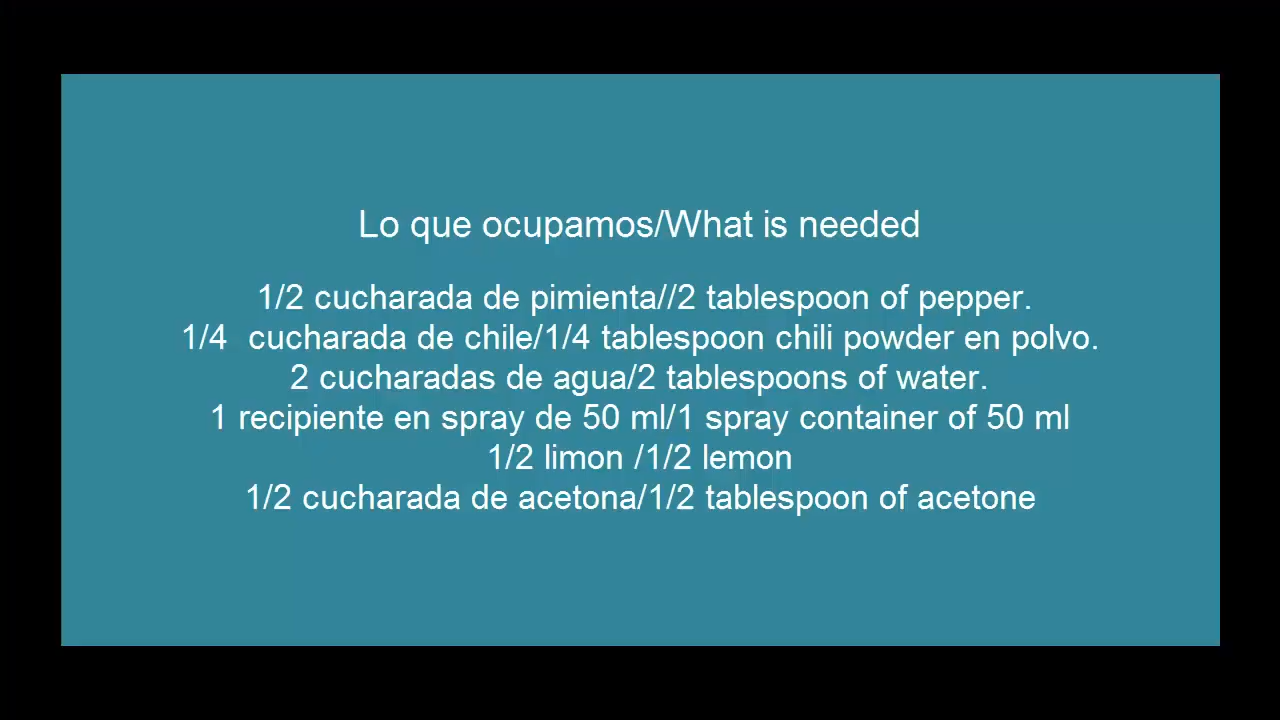 Lo que ocupamos/What is needed
1/2 cucharada de pimienta//2 tablespoon of pepper.
1/4  cucharada de chile/1/4 tablespoon chili powder en polvo.
2 cucharadas de agua/2 tablespoons of water.
1 recipiente en spray de 50 ml/1 spray container of 50 ml
1/2 limon /1/2 lemon
1/2 cucharada de acetona/1/2 tablespoon of acetone